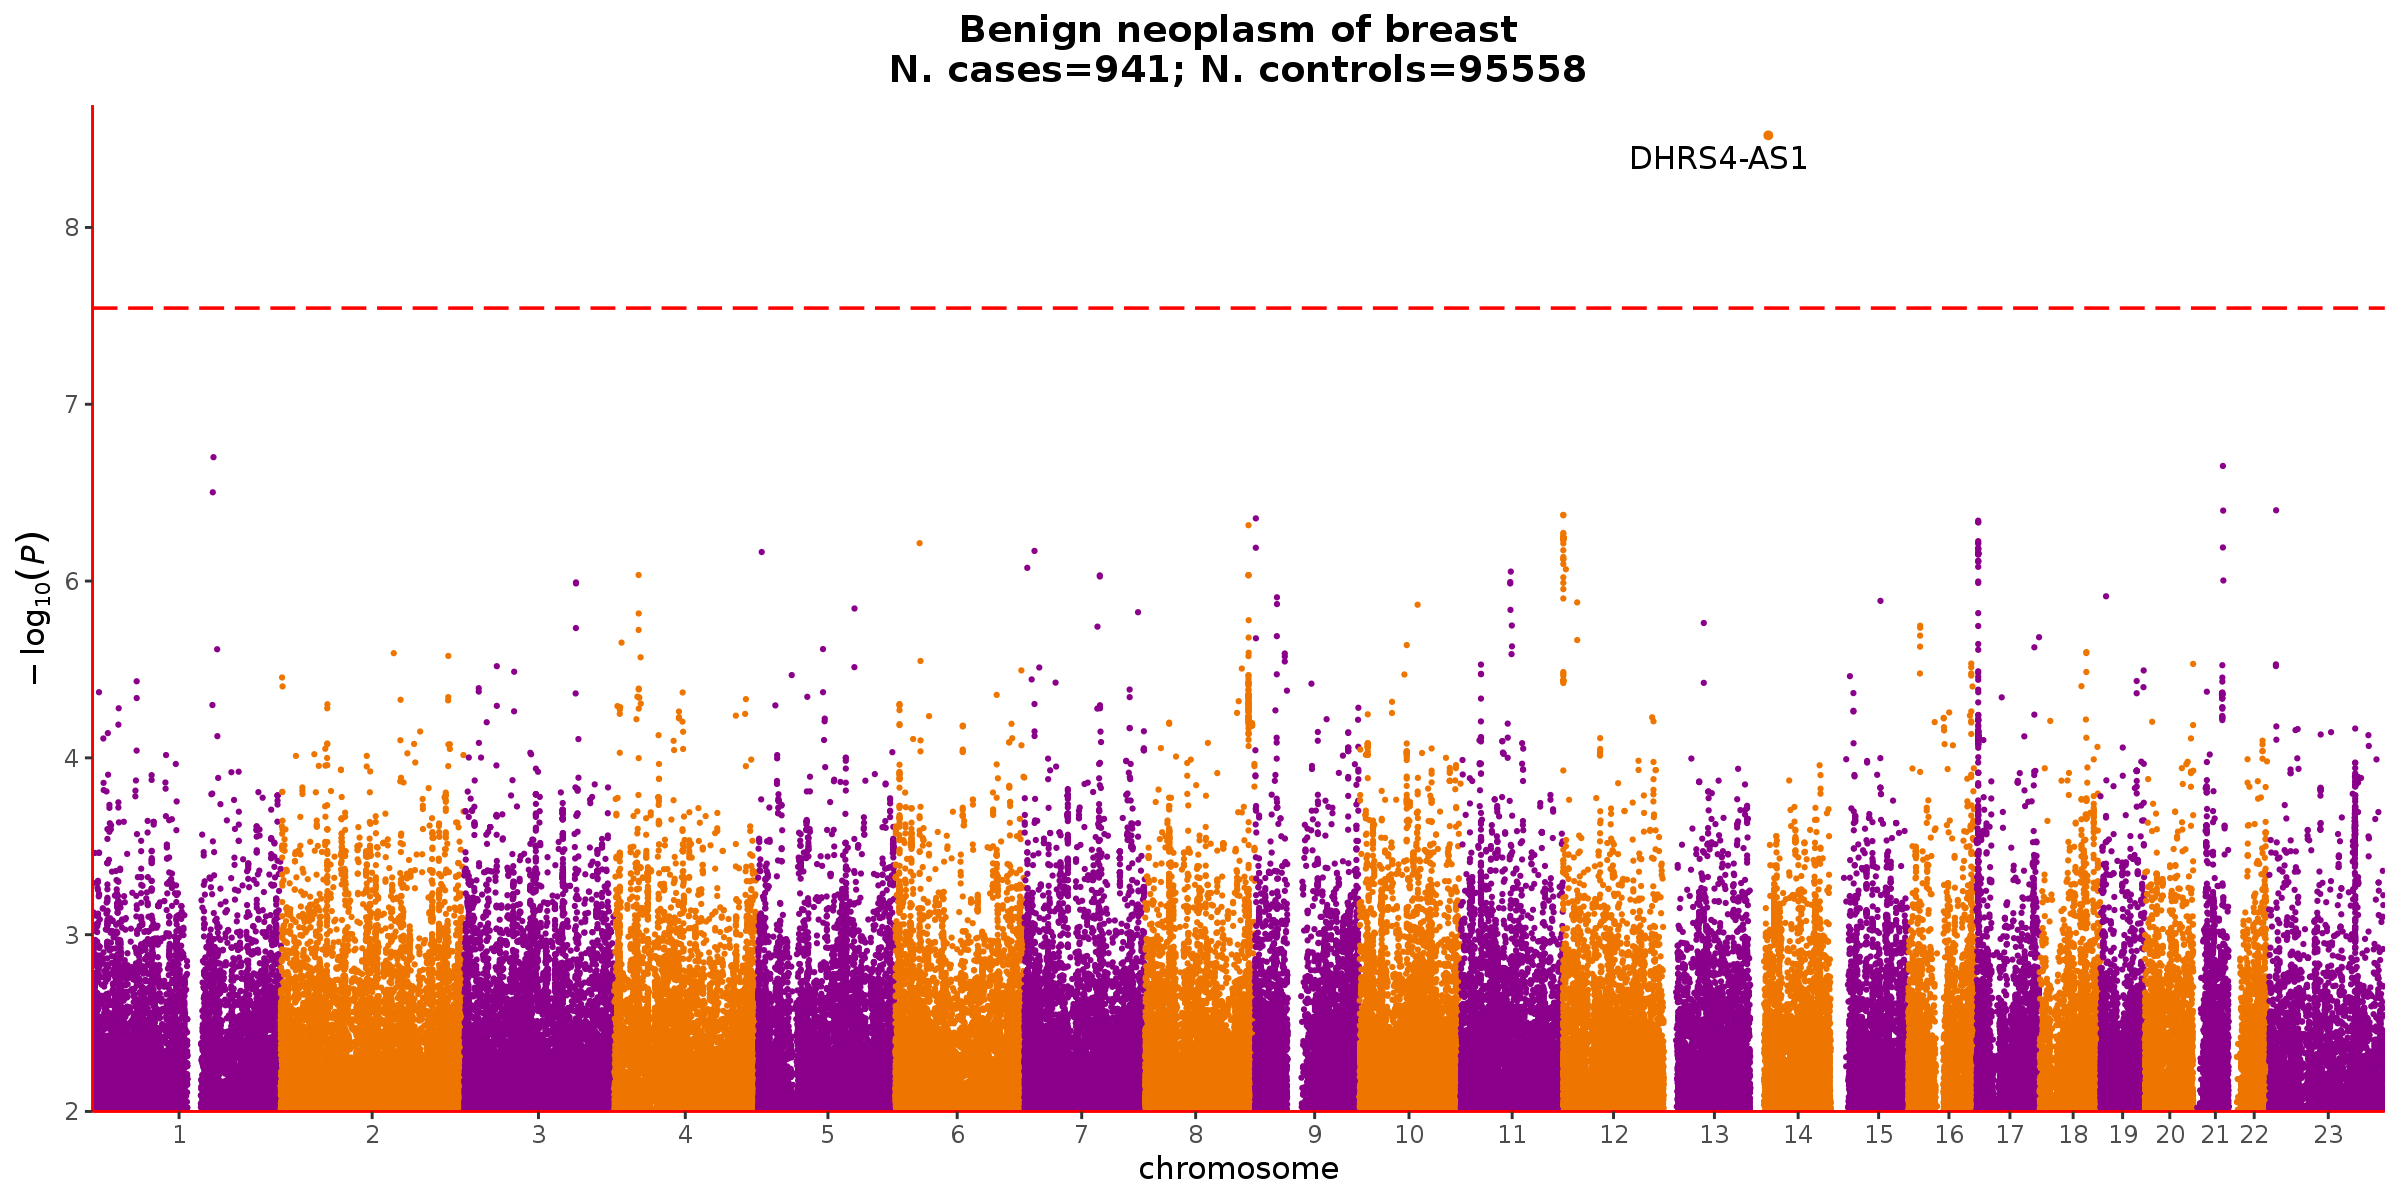 Benign neoplasm of breast
N. cases=941; N. controls=95558
DHRS4-AS1
8
7
6
4
3
2
−log₁₀(P)
1 2 3 4 5 6 7 8 9 10 11 12 13 14 15 16 17 18 19 20 21 22 23
chromosome